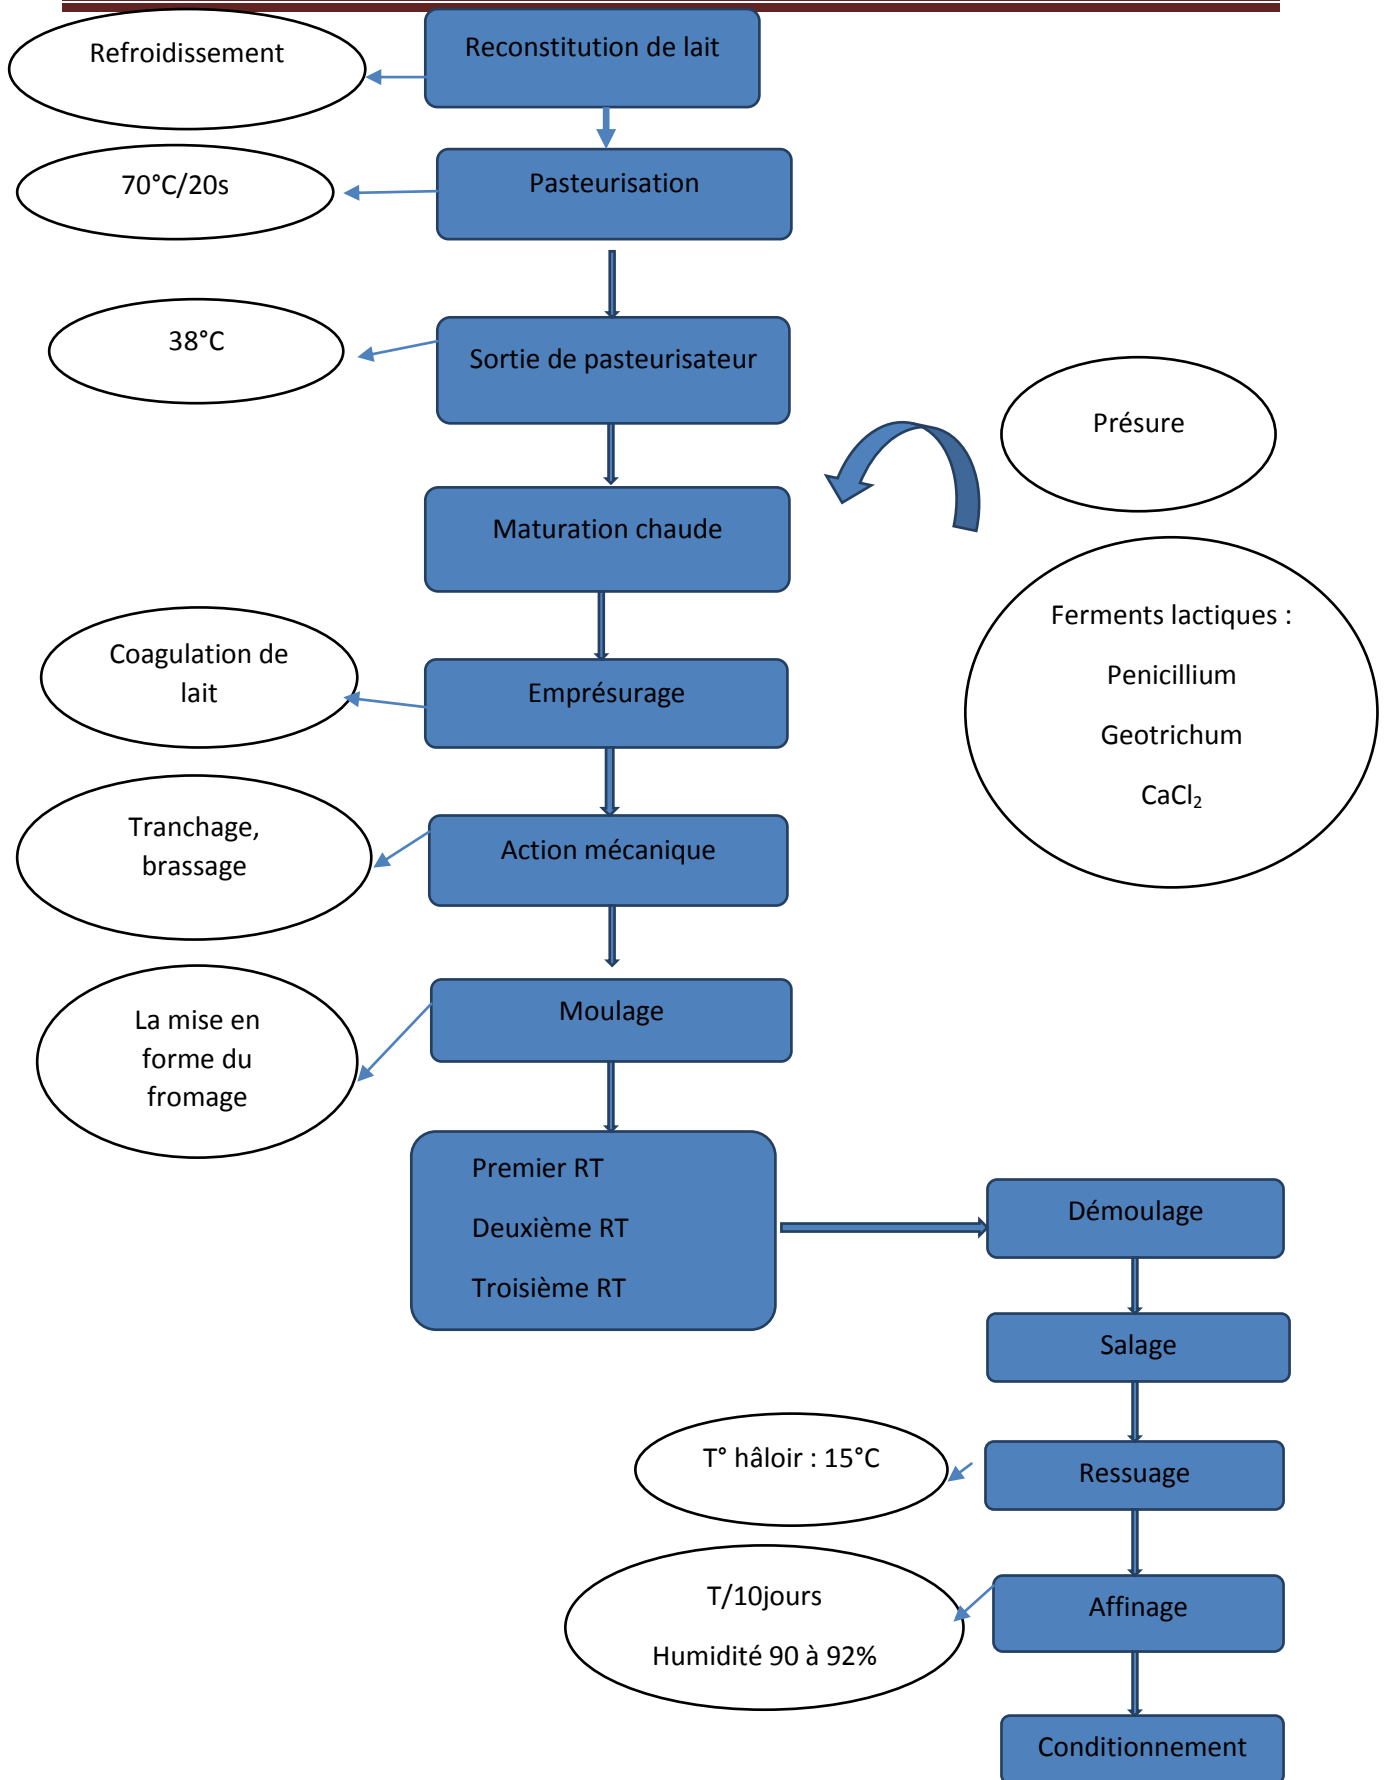 Refroidissement
Reconstitution de lait
70°C/20s
Pasteurisation
38°C
Sortie de pasteurisateur
Présure
Maturation chaude
Ferments lactiques :
Penicillium
Geotrichum
CaCl₂
Coagulation de
lait
Emprésurage
Tranchage,
brassage
Action mécanique
La mise en
forme du
fromage
Moulage
Premier RT
Deuxième RT
Troisième RT
Démoulage
Salage
T° hâloir : 15°C
Ressuage
T/10jours
Humidité 90 à 92%
Affinage
Conditionnement